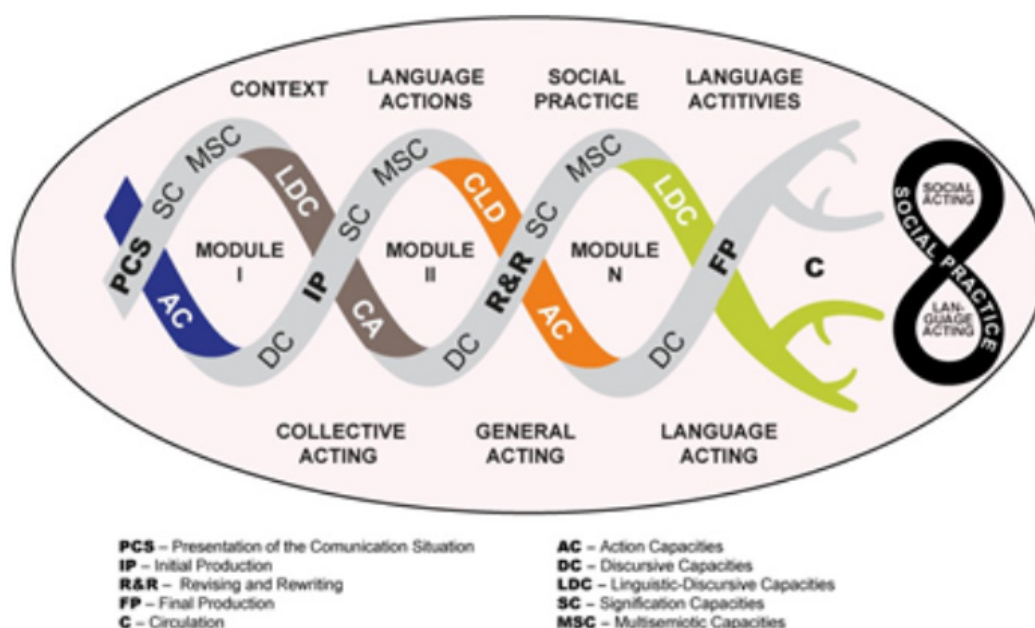 CONTEXT
LANGUAGE
ACTIONS
SOCIAL
PRACTICE
LANGUAGE
ACTITIVIES
PCS
SC
MSC
LDC
AC
MODULE
I
DC
IP
SC
MSC
CLD
CA
MODULE
II
DC
R&R
SC
MSC
LDC
AC
MODULE
N
DC
FP
C
SOCIAL
ACTING
SOCIAL PRACTICE
LAN-
GUAGE
ACTING
COLLECTIVE
ACTING
GENERAL
ACTING
LANGUAGE
ACTING
PCS – Presentation of the Comunication Situation
IP – Initial Production
R&R – Revising and Rewriting
FP – Final Production
C – Circulation
AC – Action Capacities
DC – Discursive Capacities
LDC – Linguistic-Discursive Capacities
SC – Signification Capacities
MSC – Multisemiotic Capacities